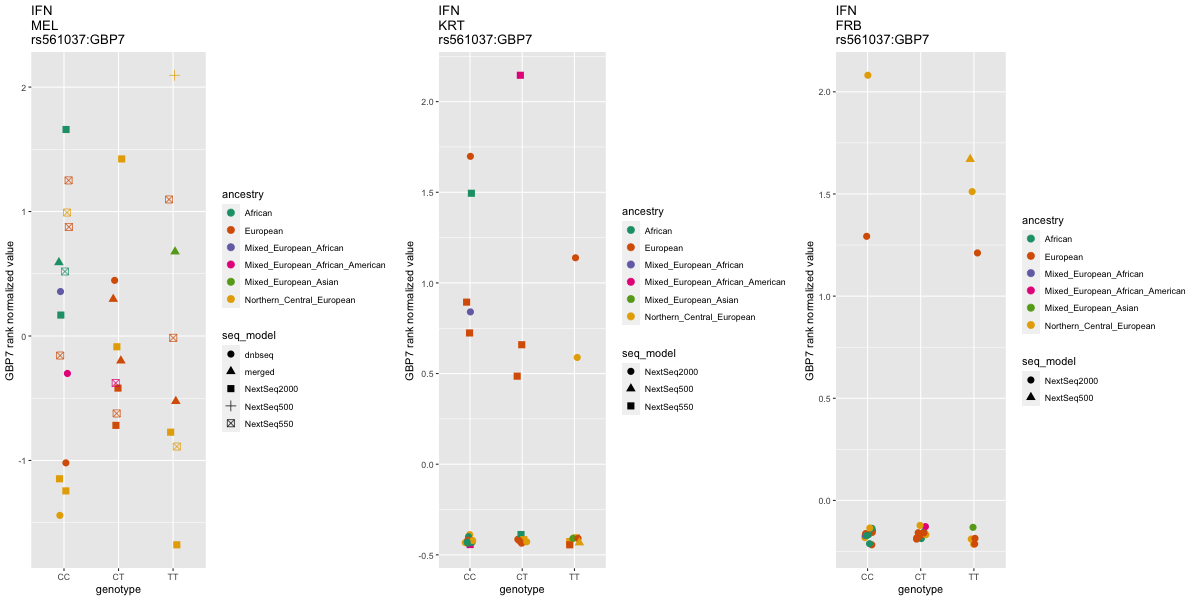 IFN
MEL
rs561037:GBP7
GBP7 rank normalized value
2
1
0
-1
CC
CT
TT
genotype
ancestry
African
European
Mixed_European_African
Mixed_European_African_American
Mixed_European_Asian
Northern_Central_European
seq_model
dnbseq
merged
NextSeq2000
NextSeq500
NextSeq550
IFN
KRT
rs561037:GBP7
GBP7 rank normalized value
2.0
1.5
1.0
0.5
0.0
-0.5
CC
CT
TT
genotype
ancestry
African
European
Mixed_European_African
Mixed_European_African_American
Mixed_European_Asian
Northern_Central_European
seq_model
NextSeq2000
NextSeq500
NextSeq550
IFN
FRB
rs561037:GBP7
GBP7 rank normalized value
2.0
1.5
1.0
0.5
0.0
CC
CT
TT
genotype
ancestry
African
European
Mixed_European_African
Mixed_European_African_American
Mixed_European_Asian
Northern_Central_European
seq_model
NextSeq2000
NextSeq500